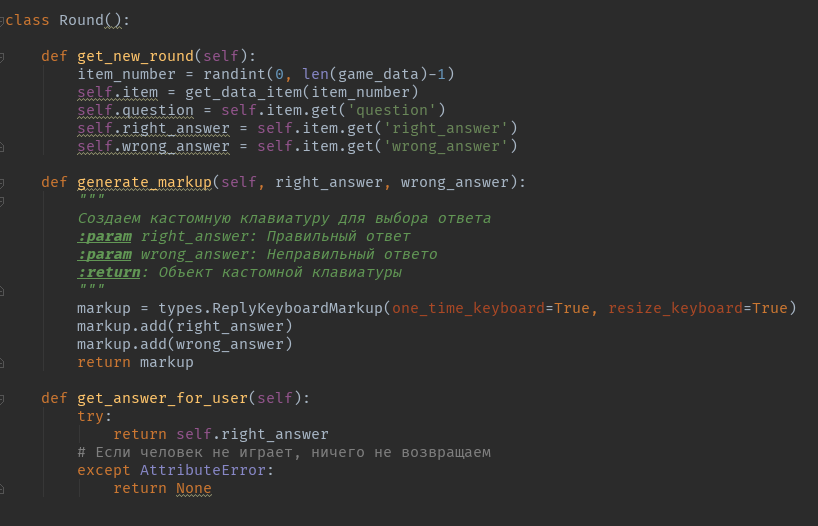 class Round():
def get_new_round(self):
item_number = randint(0, len(game_data)-1)
self.item = get_data_item(item_number)
self.question = self.item.get('question')
self.right_answer = self.item.get('right_answer')
self.wrong_answer = self.item.get('wrong_answer')
def generate_markup(self, right_answer, wrong_answer):
"""
Создаем кастомную клавиатуру для выбора ответа
:param right_answer: Правильный ответ
:param wrong_answer: Неправильный ответо
:return: Объект кастомной клавиатуры
"""
markup = types.ReplyKeyboardMarkup(one_time_keyboard=True, resize_keyboard=True)
markup.add(right_answer)
markup.add(wrong_answer)
return markup
def get_answer_for_user(self):
try:
return self.right_answer
# Если человек не играет, ничего не возвращаем
except AttributeError:
return None